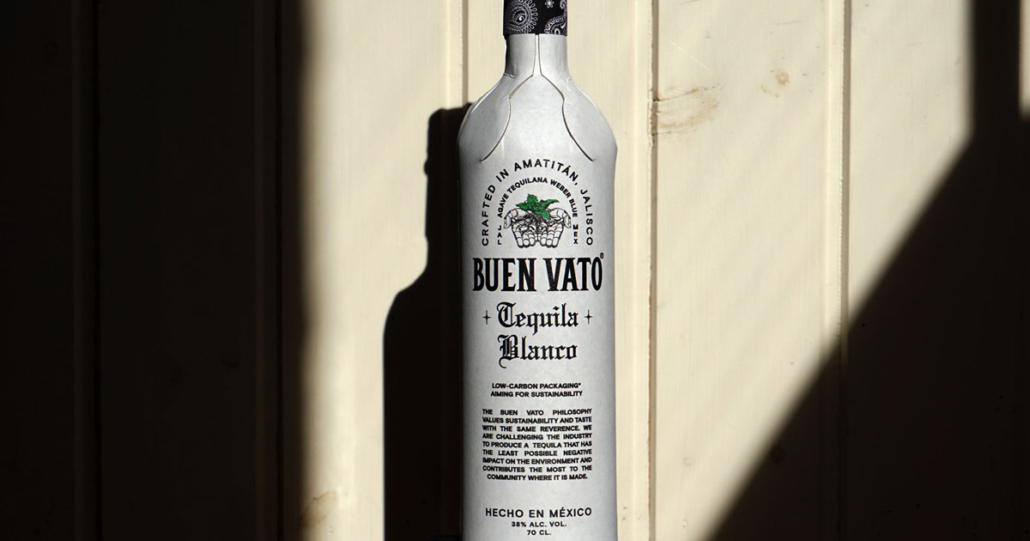 CRAFTED IN AMATITÁN, JALISCO
AGAVE TEQUILANA WEBER BLUE
MEX
BUEN VATO®
Tequila
Blanco
LOW-CARBON PACKAGING*
AIMING FOR SUSTAINABILITY
THE BUEN VATO PHILOSOPHY
VALUES SUSTAINABILITY AND TASTE
WITH THE SAME REVERENCE. WE
ARE CHALLENGING THE INDUSTRY
TO PRODUCE A TEQUILA THAT HAS
THE LEAST POSSIBLE NEGATIVE
IMPACT ON THE ENVIRONMENT AND
CONTRIBUTES THE MOST TO THE
COMMUNITY WHERE IT IS MADE.
HECHO EN MÉXICO
38% ALC. VOL.
70 CL.